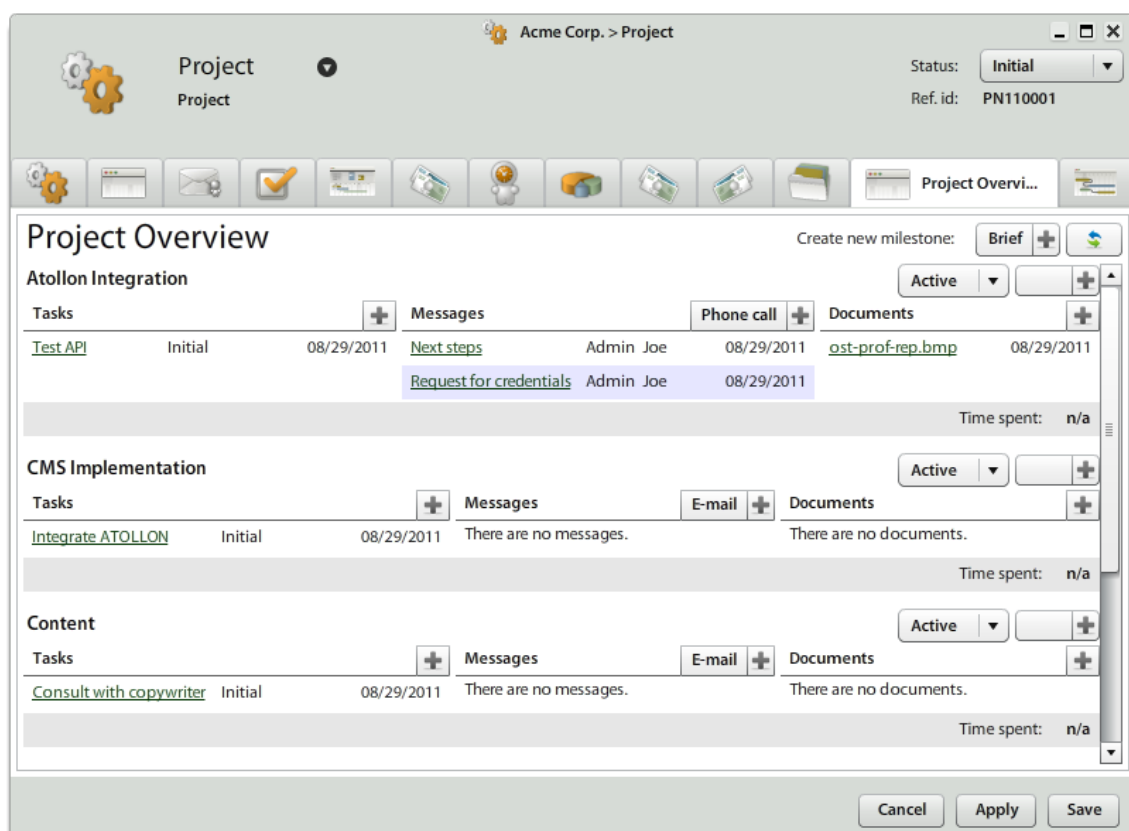 Acme Corp. > Project
Project
Status: Initial
Project
Ref. id: PN110001
Project Overvi...
Project Overview
Create new milestone: Brief
Atollon Integration
Active
Tasks Messages Phone call Documents
Test API Initial 08/29/2011 Next steps Admin Joe 08/29/2011 ost-prof-rep.bmp 08/29/2011
Request for credentials Admin Joe 08/29/2011
Time spent: n/a
CMS Implementation
Active
Tasks Messages E-mail Documents
Integrate ATOLLON Initial 08/29/2011 There are no messages. There are no documents.
Time spent: n/a
Content
Active
Tasks Messages E-mail Documents
Consult with copywriter Initial 08/29/2011 There are no messages. There are no documents.
Time spent: n/a
Cancel Apply Save